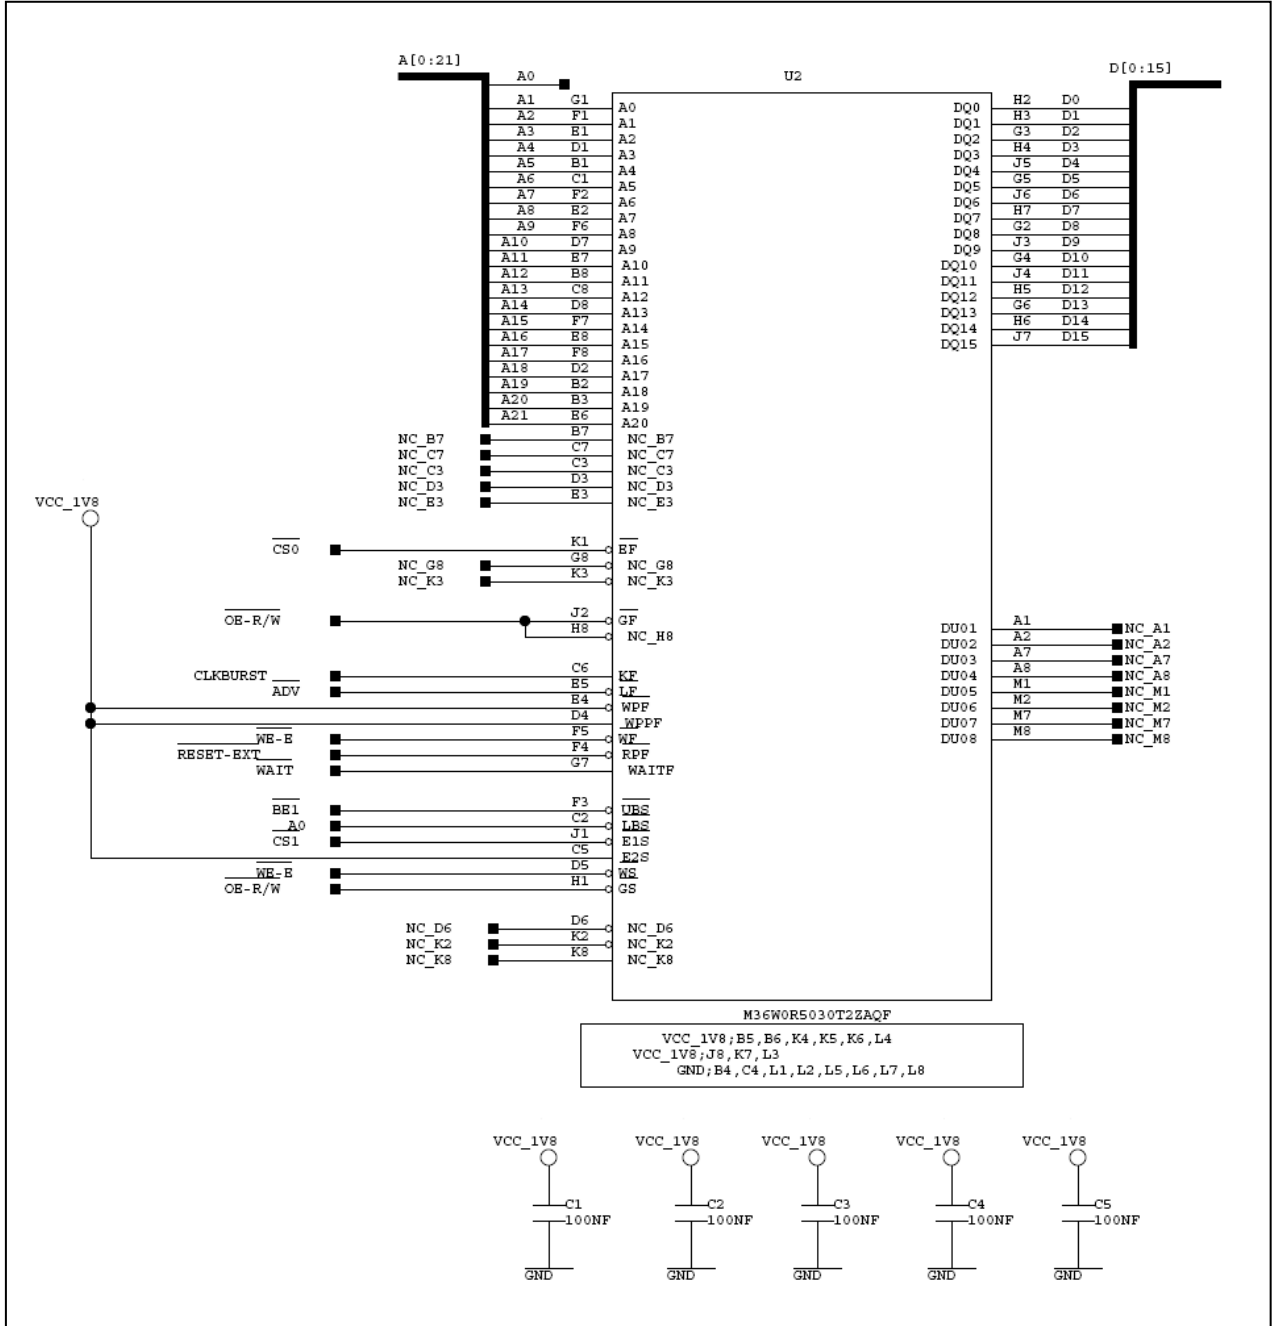 A[0:21]
U2
D[0:15]
A0
A1 G1 A0 DQ0 H2 D0
A2 F1 A1 DQ1 H3 D1
A3 E1 A2 DQ2 G3 D2
A4 D1 A3 DQ3 H4 D3
A5 B1 A4 DQ4 J5 D4
A6 C1 A5 DQ5 G5 D5
A7 F2 A6 DQ6 J6 D6
A8 E2 A7 DQ7 H7 D7
A9 F6 A8 DQ8 G2 D8
A10 D7 A9 DQ9 J3 D9
A11 E7 A10 DQ10 G4 D10
A12 B8 A11 DQ11 J4 D11
A13 C8 A12 DQ12 H5 D12
A14 D8 A13 DQ13 G6 D13
A15 F7 A14 DQ14 H6 D14
A16 E8 A15 DQ15 J7 D15
A17 F8 A16
A18 D2 A17
A19 B2 A18
A20 B3 A19
A21 E6 A20
NC_B7 B7 NC_B7
NC_C7 C7 NC_C7
NC_C3 C3 NC_C3
NC_D3 D3 NC_D3
NC_E3 E3 NC_E3
VCC_1V8
CS0 K1 EF
NC_G8 G8 NC_G8
NC_K3 K3 NC_K3
OE-R/W J2 GF
H8 NC_H8
DU01 A1 NC_A1
DU02 A2 NC_A2
DU03 A7 NC_A7
DU04 A8 NC_A8
DU05 M1 NC_M1
DU06 M2 NC_M2
DU07 M7 NC_M7
DU08 M8 NC_M8
CLKBURST C6 KF
ADV E5 LF
E4 WPF
D4 WPPF
WE-E F5 WF
RESET-EXT F4 RPF
WAIT G7 WAITF
BE1 F3 UBS
A0 C2 LBS
CS1 J1 E1S
C5 E2S
WE-E D5 WS
OE-R/W H1 GS
NC_D6 D6 NC_D6
NC_K2 K2 NC_K2
NC_K8 K8 NC_K8
M36W0R5030T2ZAQF
VCC_1V8;B5,B6,K4,K5,K6,L4
VCC_1V8;J8,K7,L3
GND;B4,C4,L1,L2,L5,L6,L7,L8
VCC_1V8 VCC_1V8 VCC_1V8 VCC_1V8 VCC_1V8
C1 C2 C3 C4 C5
100NF 100NF 100NF 100NF 100NF
GND GND GND GND GND